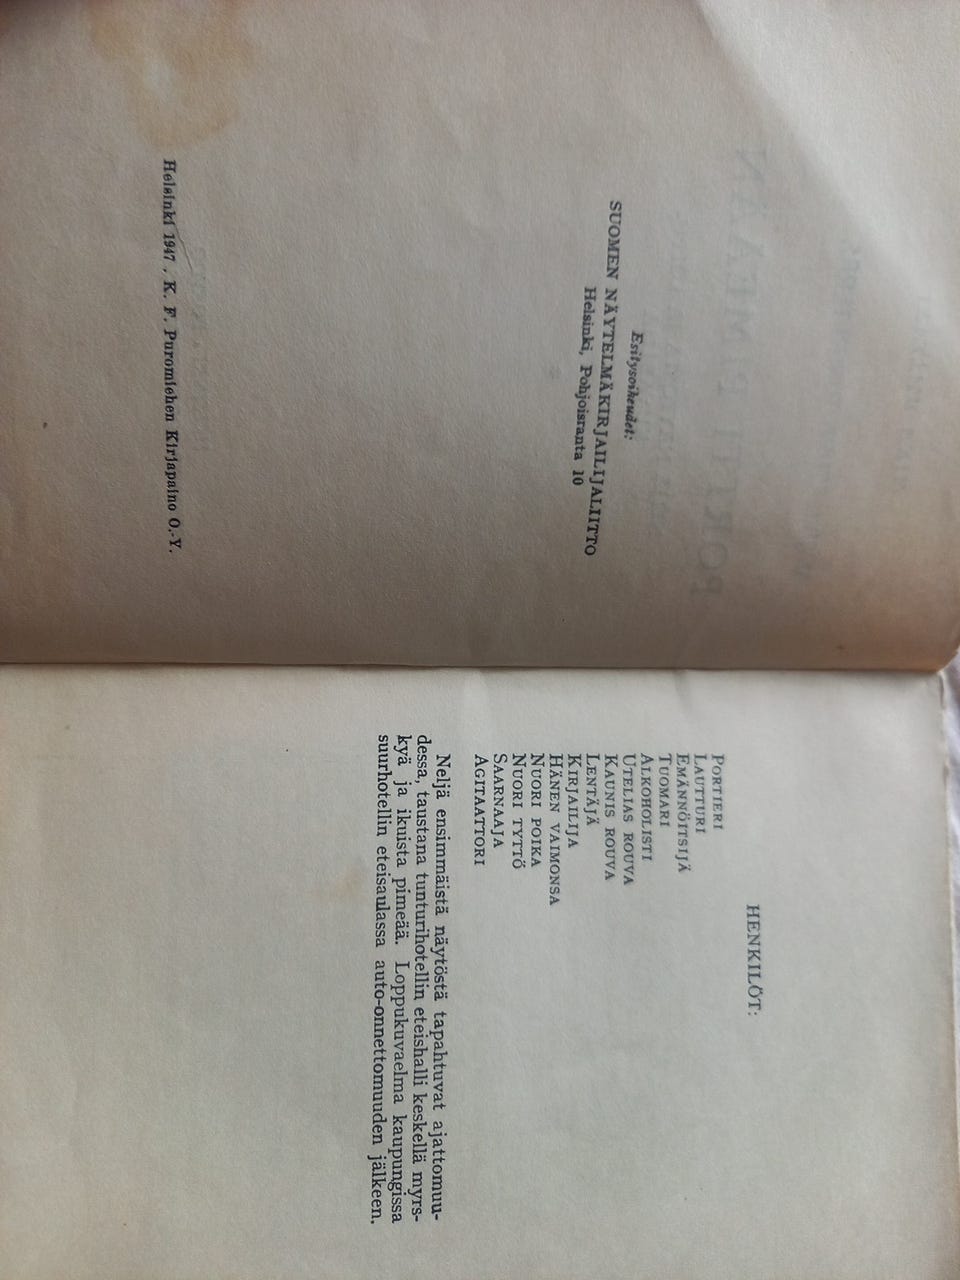 Esitysoikeudet:
SUOMEN NÄYTELMÄKIRJAILIJALIITTO
Helsinki, Pohjoisranta 10
Helsinki 1947 . K. F. Puromiehen Kirjapaino O.-Y.
HENKILÖT:
PORTIERI
LAUTTURI
EMÄNNÖITSIJÄ
TUOMARI
ALKOHOLISTI
UTELIAS ROUVA
KAUNIS ROUVA
LENTÄJÄ
KIRJAILIJA
HÄNEN VAIMONSA
NUORI POIKA
NUORI TYTTÖ
SAARNAAJA
AGITAATTORI
Neljä ensimmäistä näytöstä tapahtuvat ajattomuu-
dessa, taustana tunturihotellin eteishalli keskellä myrs-
kyä ja ikuista pimeää. Loppukuvaelma kaupungissa
suurhotellin eteisaulassa auto-onnettomuuden jälkeen.